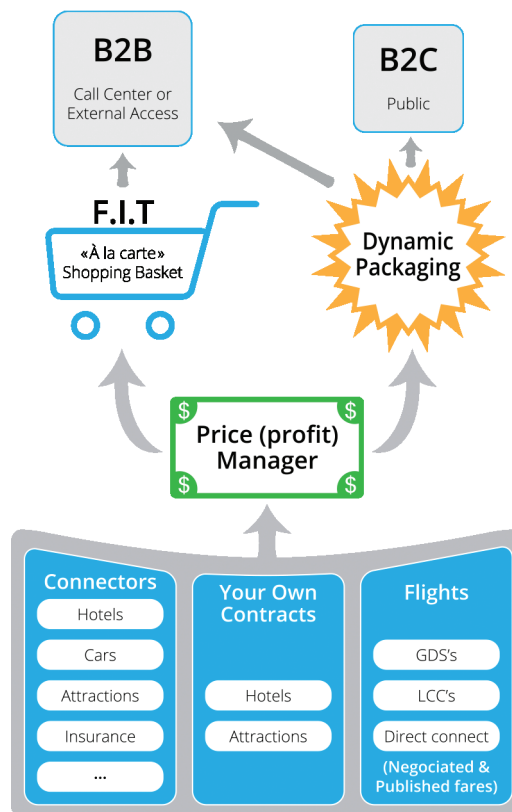 B2B
Call Center or
External Access
B2C
Public
F.I.T
«À la carte»
Shopping Basket
Dynamic
Packaging
$ $
Price (profit)
Manager
$ $
Connectors
Hotels
Cars
Attractions
Insurance
...
Your Own
Contracts
Hotels
Attractions
Flights
GDS's
LCC's
Direct connect
(Negociated &
Published fares)